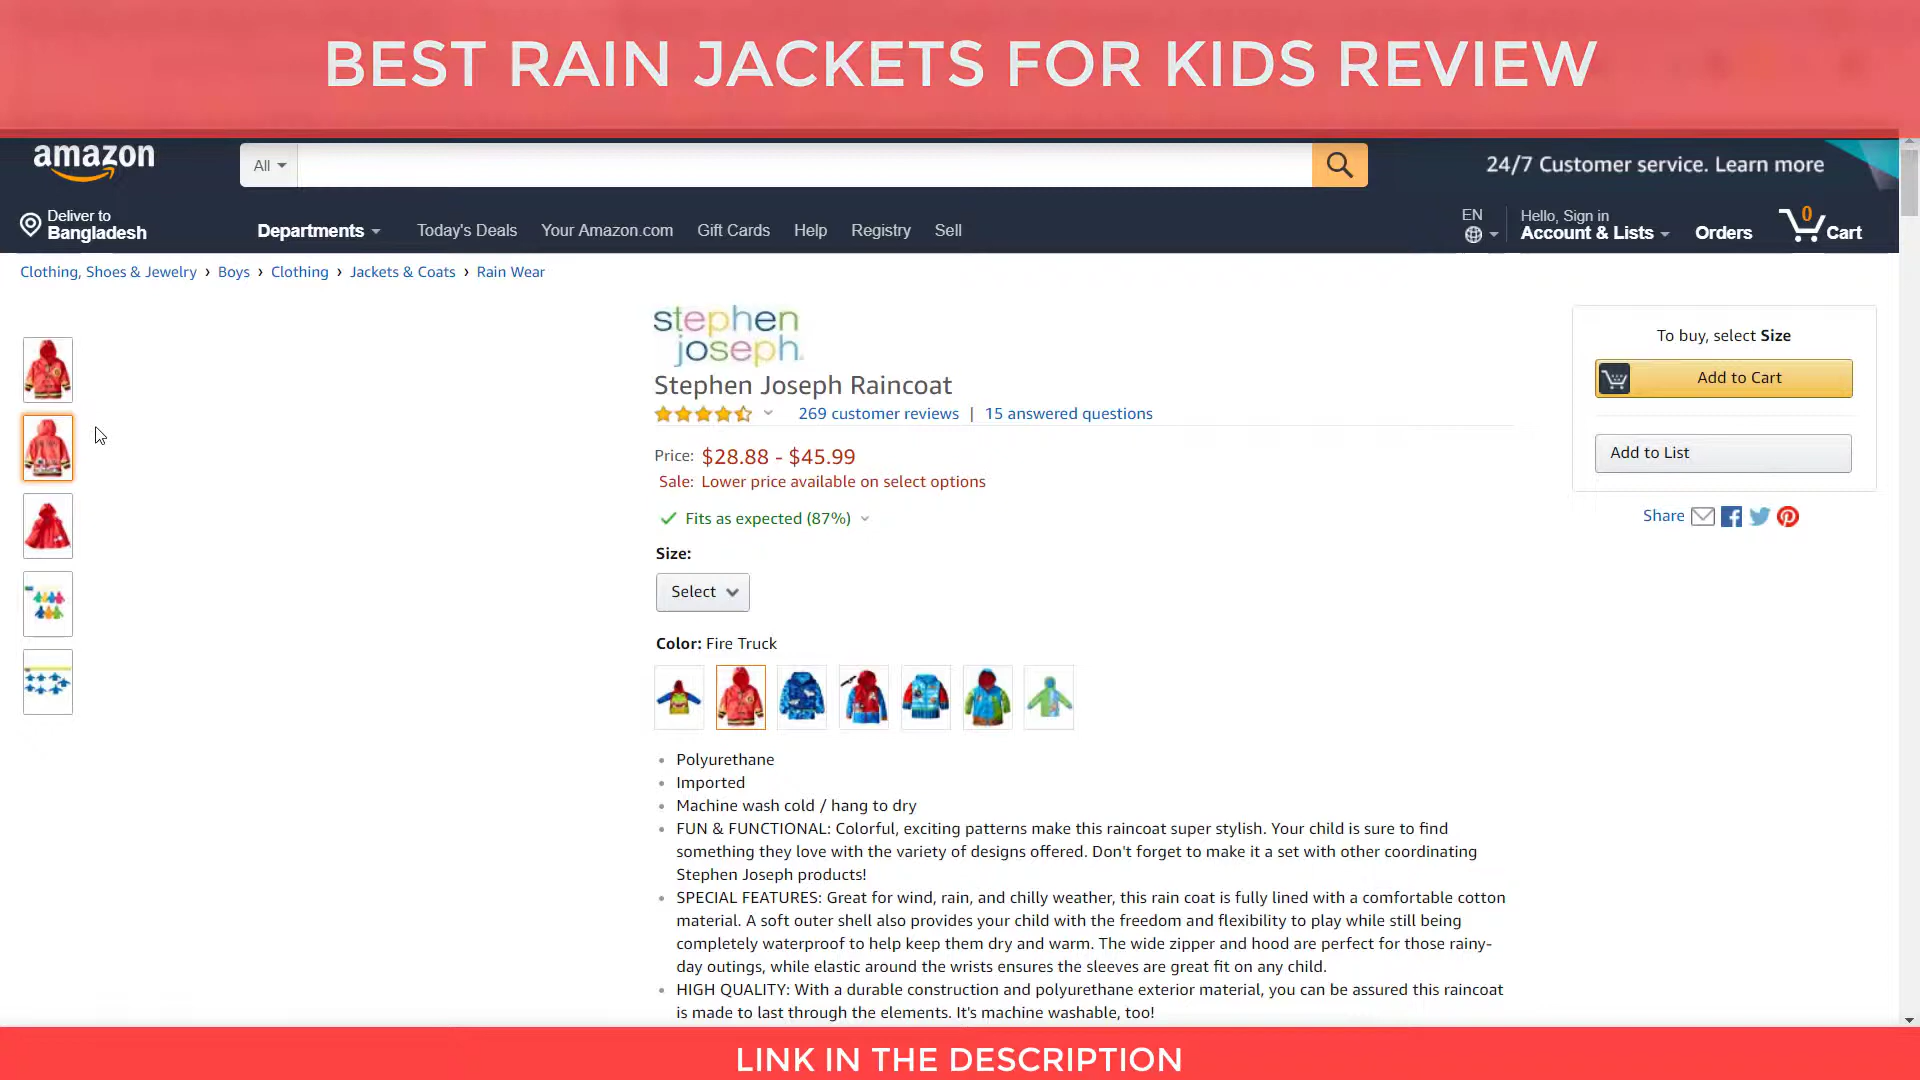 BEST RAIN JACKETS FOR KIDS REVIEW
amazon
All
24/7 Customer service. Learn more
Deliver to
Bangladesh
Departments
Today's Deals
Your Amazon.com
Gift Cards
Help
Registry
Sell
EN
Hello, Sign in
Account & Lists
Orders
0
Cart
Clothing, Shoes & Jewelry › Boys › Clothing › Jackets & Coats › Rain Wear
stephen
joseph
Stephen Joseph Raincoat
269 customer reviews | 15 answered questions
Price: $28.88 - $45.99
Sale: Lower price available on select options
Fits as expected (87%)
Size:
Select
Color: Fire Truck
• Polyurethane
• Imported
• Machine wash cold / hang to dry
• FUN & FUNCTIONAL: Colorful, exciting patterns make this raincoat super stylish. Your child is sure to find
something they love with the variety of designs offered. Don't forget to make it a set with other coordinating
Stephen Joseph products!
• SPECIAL FEATURES: Great for wind, rain, and chilly weather, this rain coat is fully lined with a comfortable cotton
material. A soft outer shell also provides your child with the freedom and flexibility to play while still being
completely waterproof to help keep them dry and warm. The wide zipper and hood are perfect for those rainy-
day outings, while elastic around the wrists ensures the sleeves are great fit on any child.
• HIGH QUALITY: With a durable construction and polyurethane exterior material, you can be assured this raincoat
is made to last through the elements. It's machine washable, too!
To buy, select Size
Add to Cart
Add to List
Share
LINK IN THE DESCRIPTION